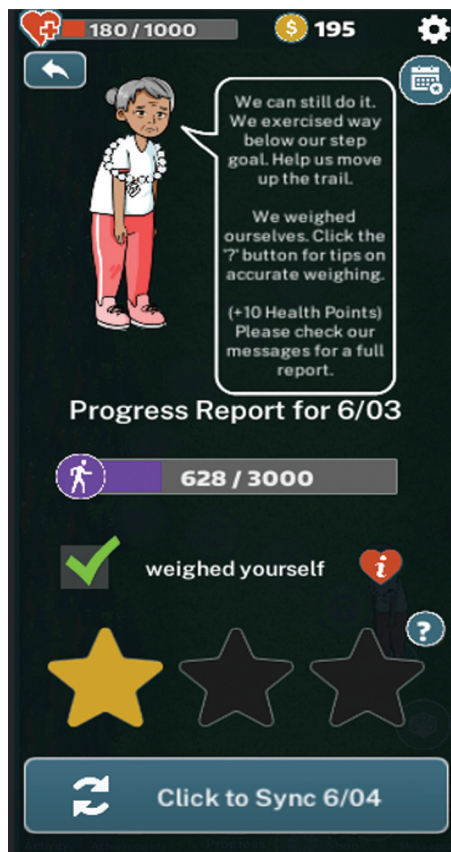 180 / 1000
$ 195
We can still do it.
We exercised way
below our step
goal. Help us move
up the trail.
We weighed
ourselves. Click the
'?' button for tips on
accurate weighing.
(+10 Health Points)
Please check our
messages for a full
report.
Progress Report for 6/03
628 / 3000
weighed yourself
i
?
Click to Sync 6/04